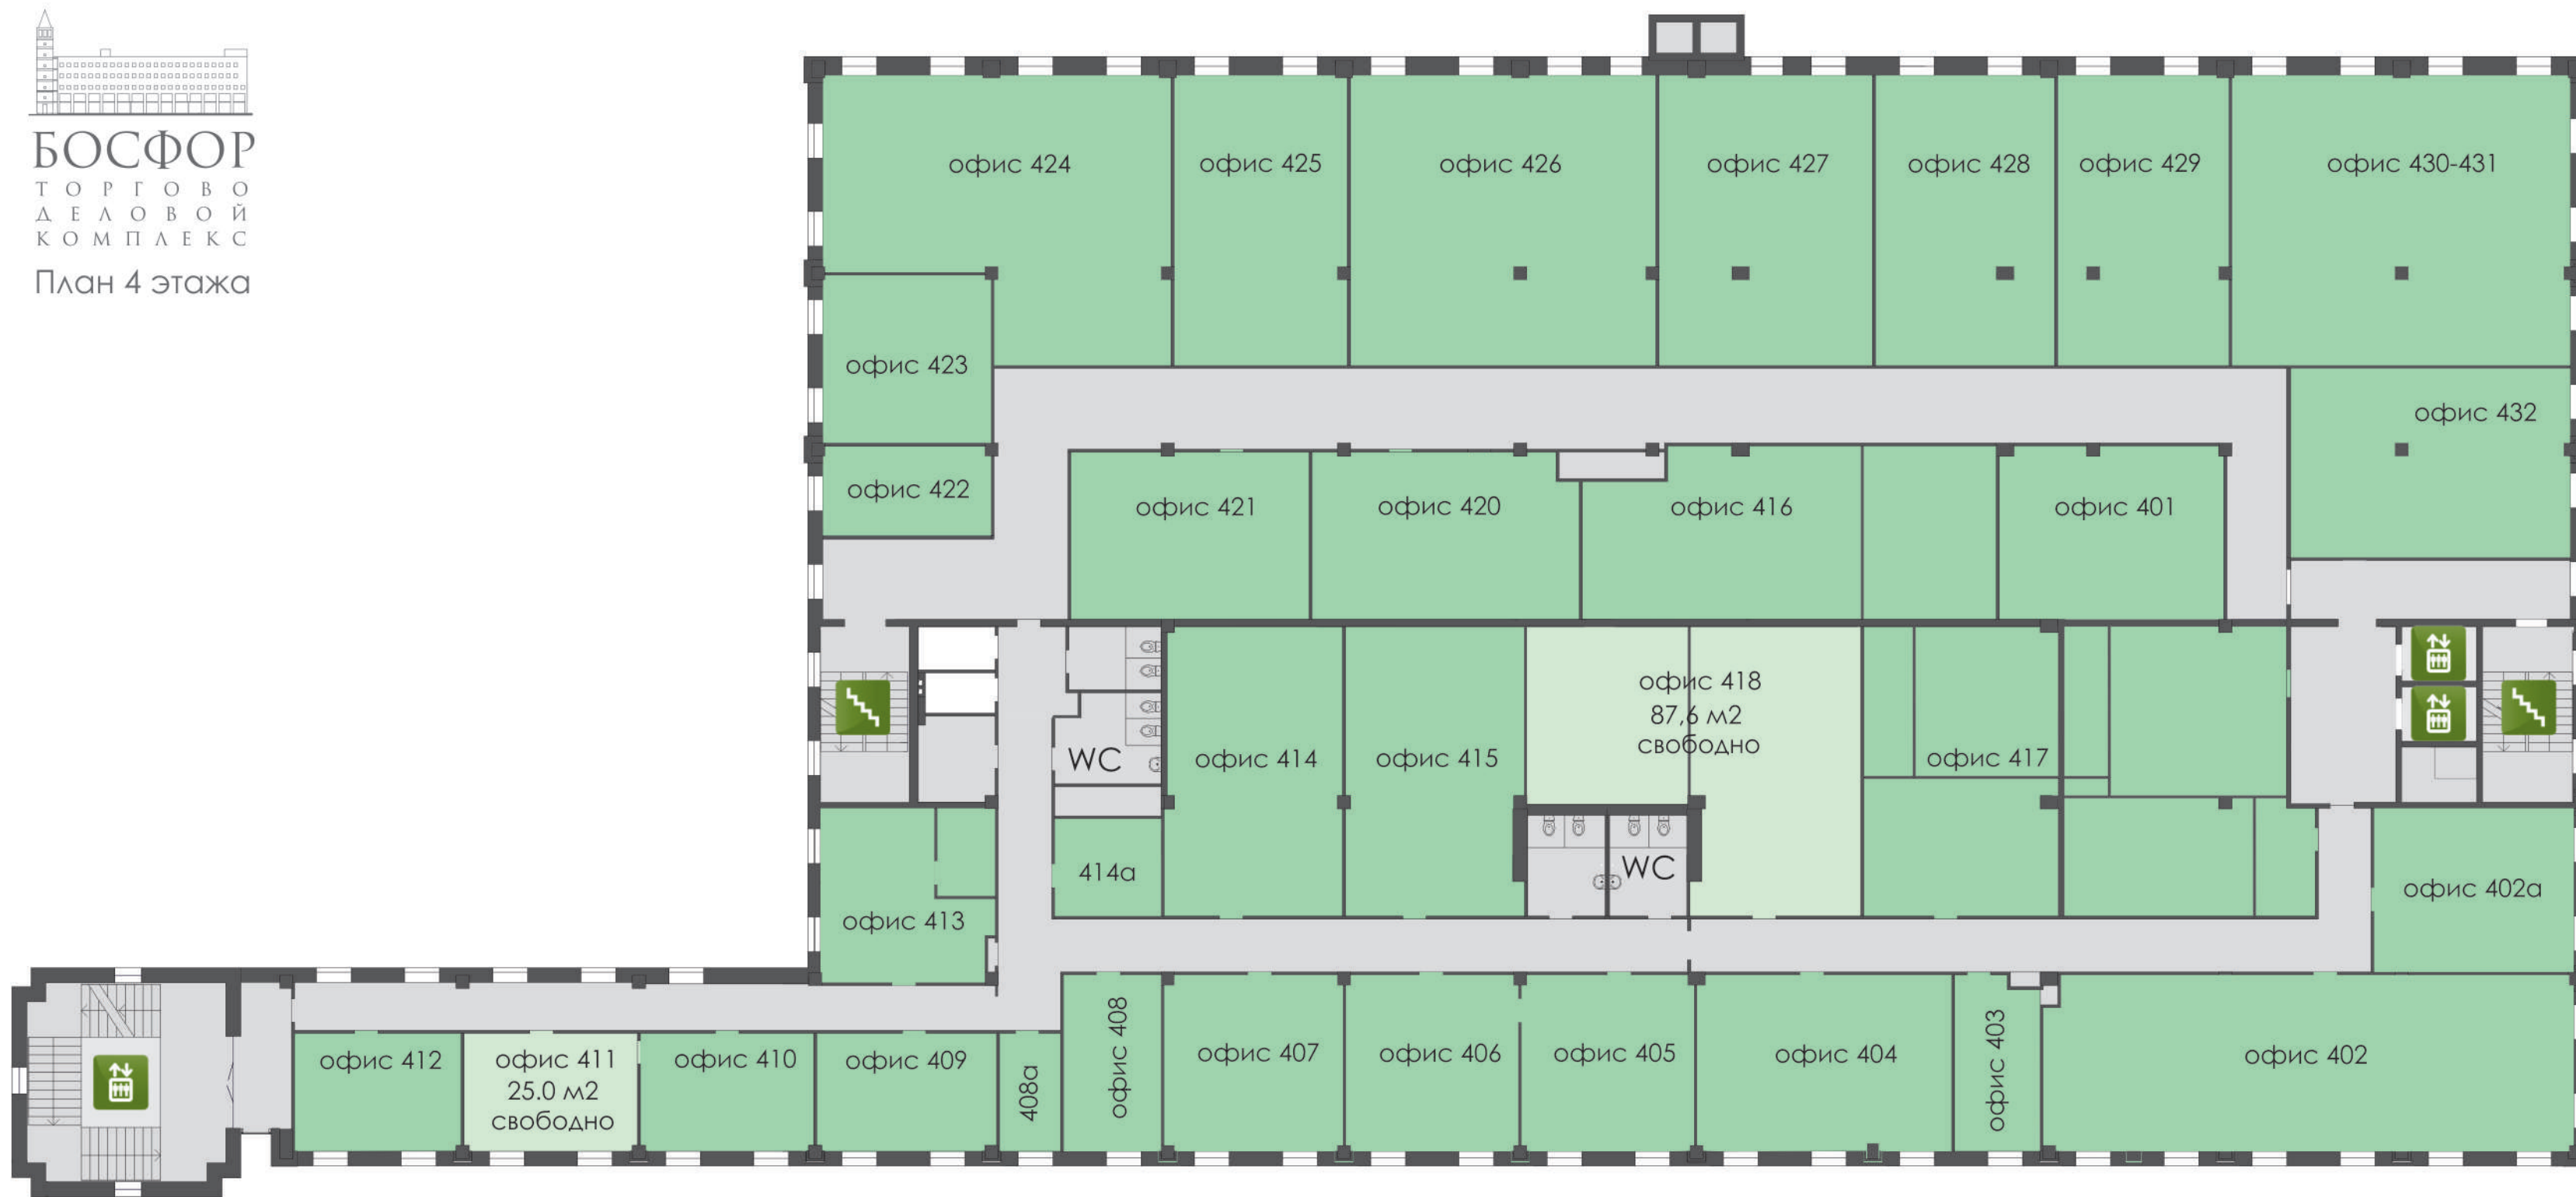 БОСФОР
ТОРГОВО
ДЕЛОВОЙ
КОМПЛЕКС
План 4 этажа
офис 424
офис 425
офис 426
офис 427
офис 428
офис 429
офис 430-431
офис 423
офис 432
офис 422
офис 421
офис 420
офис 416
офис 401
офис 418
87,6 м2
свободно
WC
офис 414
офис 415
офис 417
414а
WC
офис 402а
офис 413
офис 412
офис 411
25.0 м2
свободно
офис 410
офис 409
408а
офис 408
офис 407
офис 406
офис 405
офис 404
офис 403
офис 402